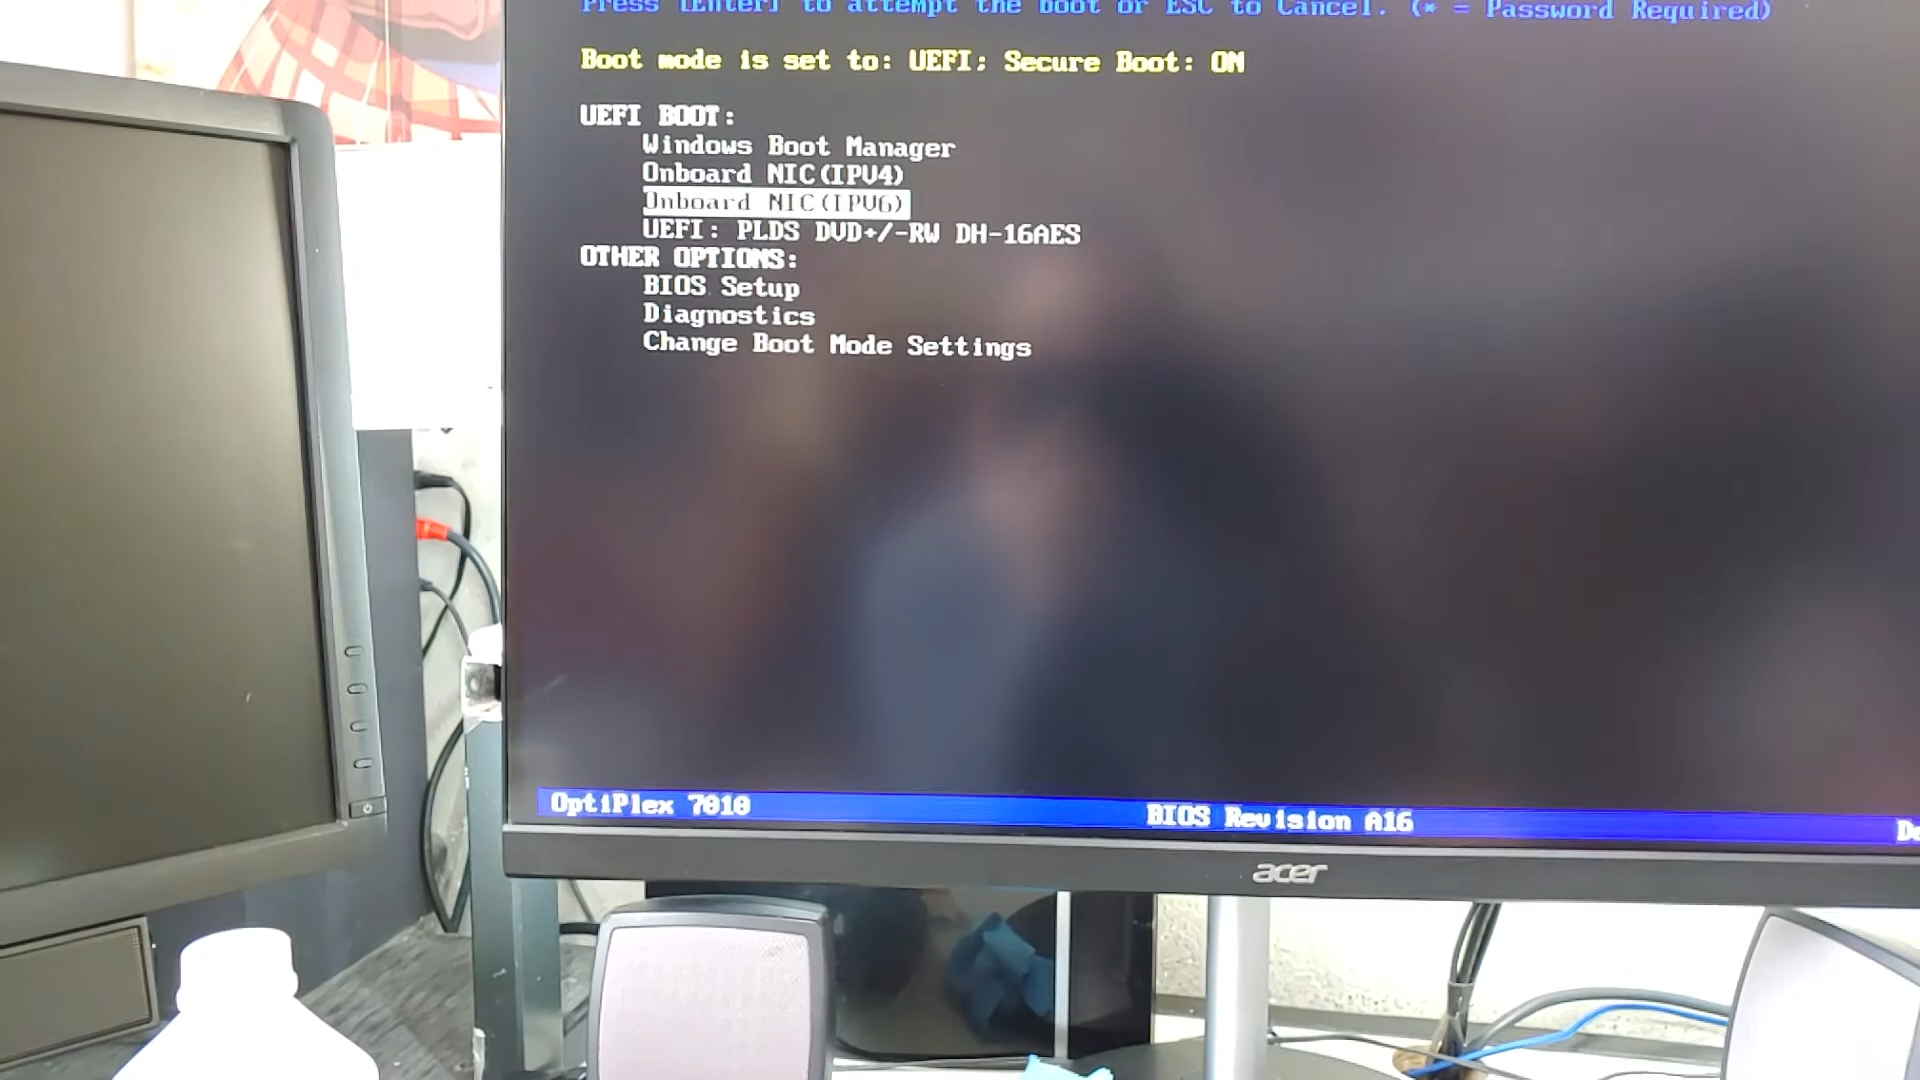 Press [Enter] to attempt the boot or ESC to Cancel. (* = Password Required)
Boot mode is set to: UEFI; Secure Boot: ON
UEFI BOOT:
Windows Boot Manager
Onboard NIC(IPV4)
Onboard NIC(IPV6)
UEFI: PLDS DVD+/-RW DH-16AES
OTHER OPTIONS:
BIOS Setup
Diagnostics
Change Boot Mode Settings
OptiPlex 7010 BIOS Revision A16
acer